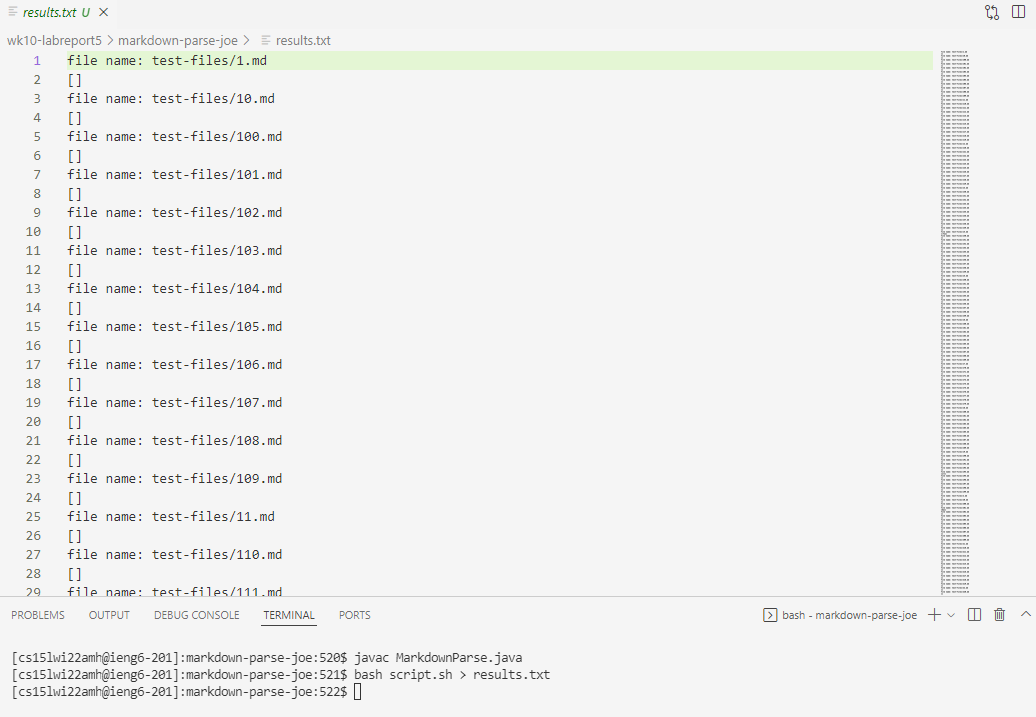 results.txt U
wk10-labreport5 > markdown-parse-joe > results.txt
1 file name: test-files/1.md
2 []
3 file name: test-files/10.md
4 []
5 file name: test-files/100.md
6 []
7 file name: test-files/101.md
8 []
9 file name: test-files/102.md
10 []
11 file name: test-files/103.md
12 []
13 file name: test-files/104.md
14 []
15 file name: test-files/105.md
16 []
17 file name: test-files/106.md
18 []
19 file name: test-files/107.md
20 []
21 file name: test-files/108.md
22 []
23 file name: test-files/109.md
24 []
25 file name: test-files/11.md
26 []
27 file name: test-files/110.md
28 []
29 file name: test-files/111.md
PROBLEMS OUTPUT DEBUG CONSOLE TERMINAL PORTS bash - markdown-parse-joe
[cs15lwi22amh@ieng6-201]:markdown-parse-joe:520$ javac MarkdownParse.java
[cs15lwi22amh@ieng6-201]:markdown-parse-joe:521$ bash script.sh > results.txt
[cs15lwi22amh@ieng6-201]:markdown-parse-joe:522$